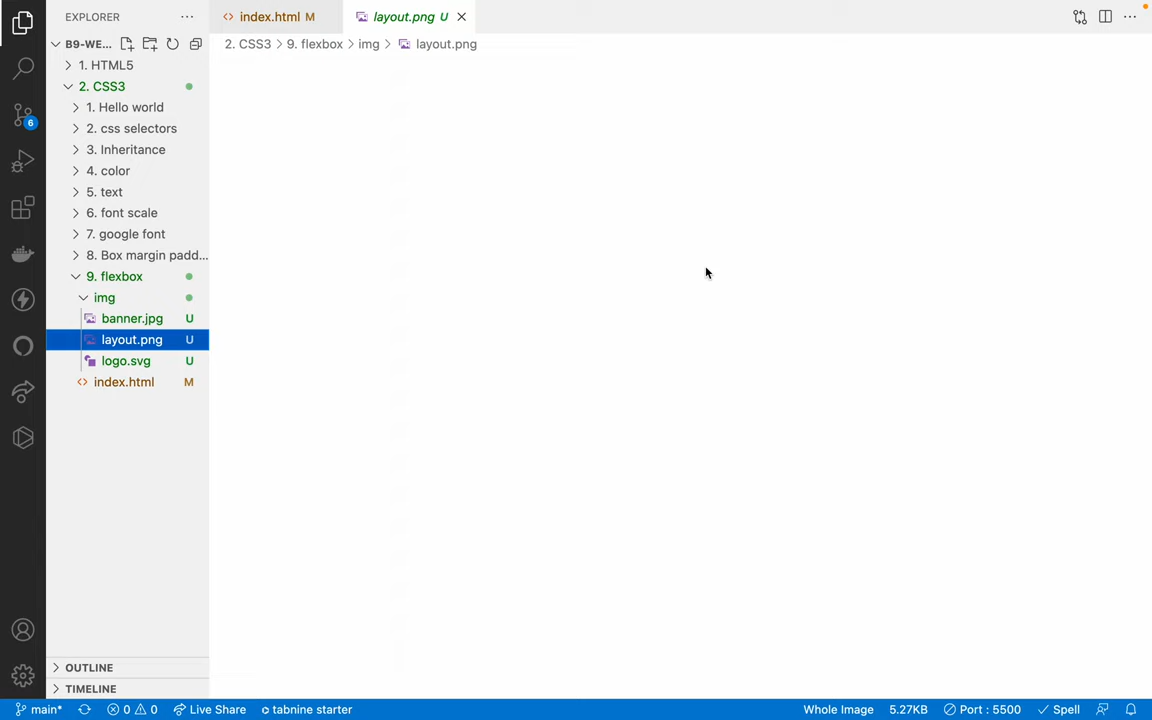 EXPLORER
index.html M
layout.png U
B9-WE...
2. CSS3 > 9. flexbox > img > layout.png
1. HTML5
2. CSS3
1. Hello world
2. css selectors
3. Inheritance
4. color
5. text
6. font scale
7. google font
8. Box margin padd...
9. flexbox
img
banner.jpg U
layout.png U
logo.svg U
index.html M
6
OUTLINE
TIMELINE
main* 0 0 Live Share tabnine starter Whole Image 5.27KB Port : 5500 Spell